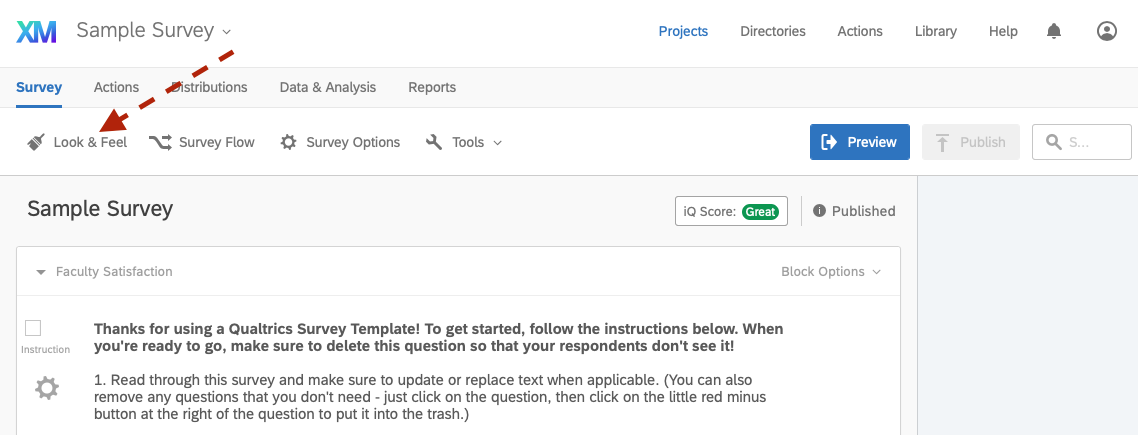 XM Sample Survey
Projects Directories Actions Library Help
Survey Actions Distributions Data & Analysis Reports
Look & Feel Survey Flow Survey Options Tools Preview Publish S...
Sample Survey
iQ Score: Great Published
Faculty Satisfaction Block Options
Instruction
Thanks for using a Qualtrics Survey Template! To get started, follow the instructions below. When
you're ready to go, make sure to delete this question so that your respondents don't see it!
1. Read through this survey and make sure to update or replace text when applicable. (You can also
remove any questions that you don't need - just click on the question, then click on the little red minus
button at the right of the question to put it into the trash.)